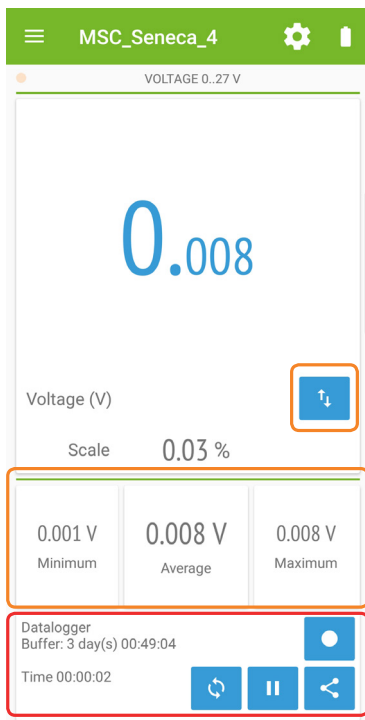 MSC_Seneca_4
VOLTAGE 0..27 V
0.008
Voltage (V)
Scale 0.03 %
0.001 V 0.008 V 0.008 V
Minimum Average Maximum
Datalogger
Buffer: 3 day(s) 00:49:04
Time 00:00:02